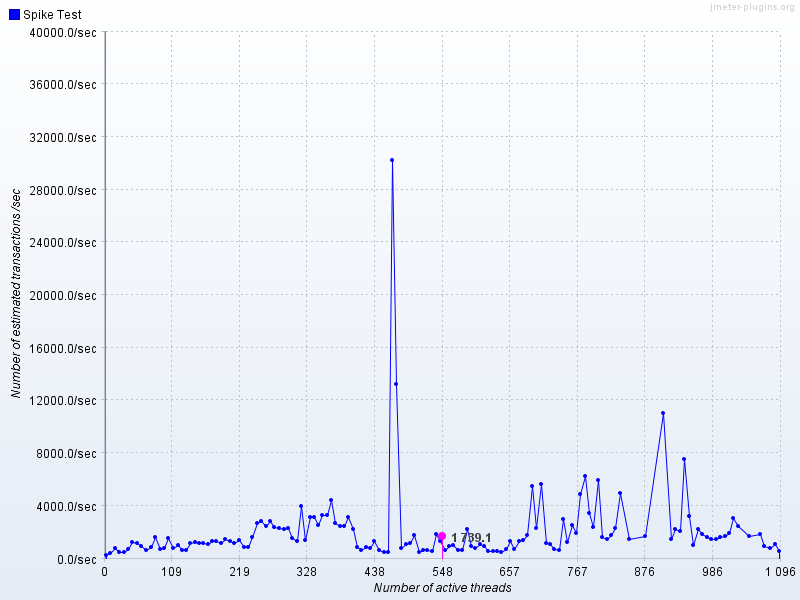 jmeter-plugins.org
Spike Test
40000.0/sec
36000.0/sec
32000.0/sec
28000.0/sec
24000.0/sec
20000.0/sec
16000.0/sec
12000.0/sec
8000.0/sec
4000.0/sec
0.0/sec
Number of estimated transactions /sec
1 739.1
0 109 219 328 438 548 657 767 876 986 1 096
Number of active threads